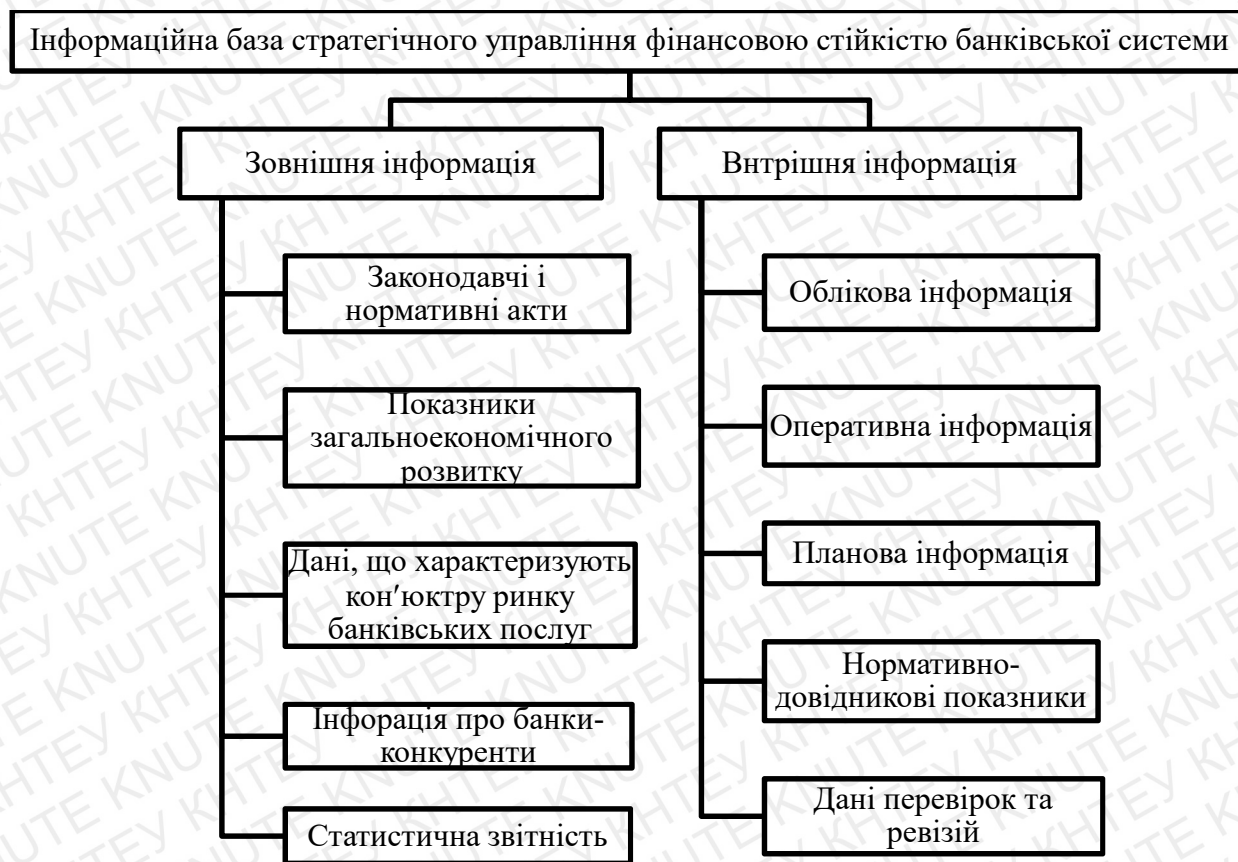 Інформаційна база стратегічного управління фінансовою стійкістю банківської системи
Зовнішня інформація
Законодавчі і
нормативні акти
Показники
загальноекономічного
розвитку
Дані, що характеризують
кон'юктру ринку
банківських послуг
Інфорація про банки-
конкуренти
Статистична звітність
Внтрішня інформація
Облікова інформація
Оперативна інформація
Планова інформація
Нормативно-
довідникові показники
Дані перевірок та
ревізій